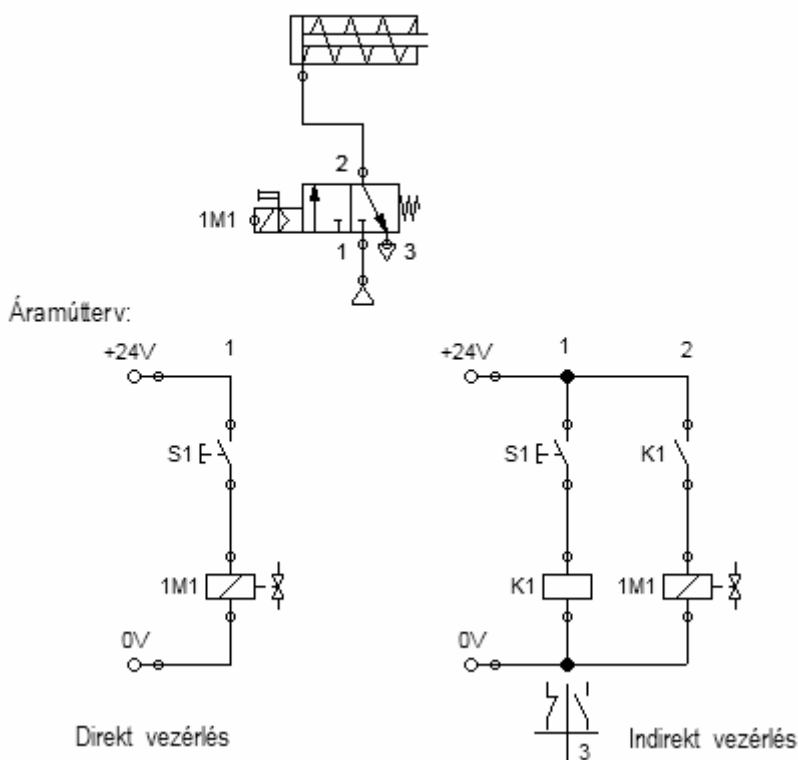 2
1M1
1
3
Áramútterv:
+24V
1
S1
1M1
0V
Direkt vezérlés
+24V
1
2
S1
K1
K1
1M1
0V
3
Indirekt vezérlés